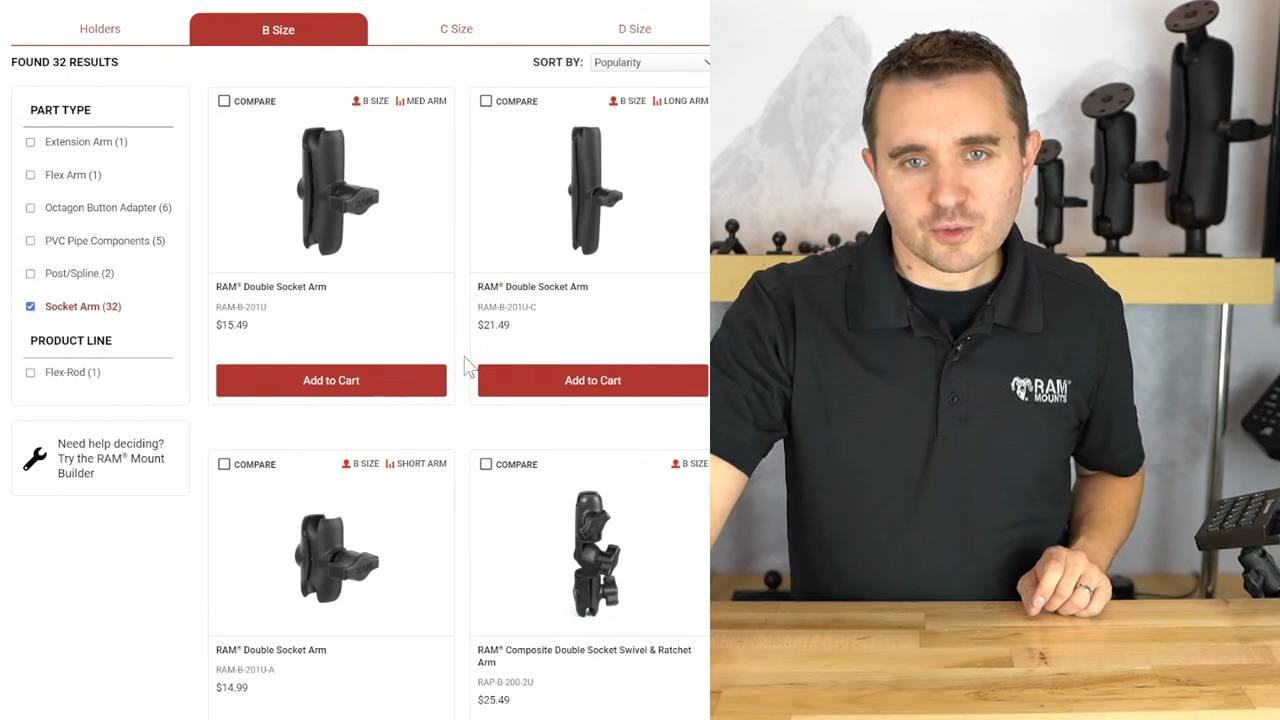 Holders
B Size
C Size
D Size
FOUND 32 RESULTS
SORT BY:
Popularity
PART TYPE
Extension Arm (1)
Flex Arm (1)
Octagon Button Adapter (6)
PVC Pipe Components (5)
Post/Spline (2)
Socket Arm (32)
PRODUCT LINE
Flex-Rod (1)
Need help deciding?
Try the RAM® Mount
Builder
COMPARE
B SIZE
MED ARM
RAM® Double Socket Arm
RAM-B-201U
$15.49
Add to Cart
COMPARE
B SIZE
LONG ARM
RAM® Double Socket Arm
RAM-B-201U-C
$21.49
Add to Cart
COMPARE
B SIZE
SHORT ARM
RAM® Double Socket Arm
RAM-B-201U-A
$14.99
COMPARE
B SIZE
RAM® Composite Double Socket Swivel & Ratchet
Arm
RAP-B-200-2U
$25.49
RAM®
MOUNTS